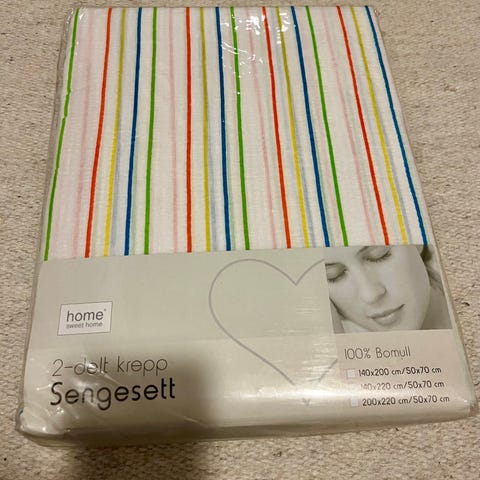 home®
sweet home
2-delt krepp
Sengesett
100% Bomull
140x200 cm/50x70 cm
140x220 cm/50x70 cm
200x220 cm/50x70 cm